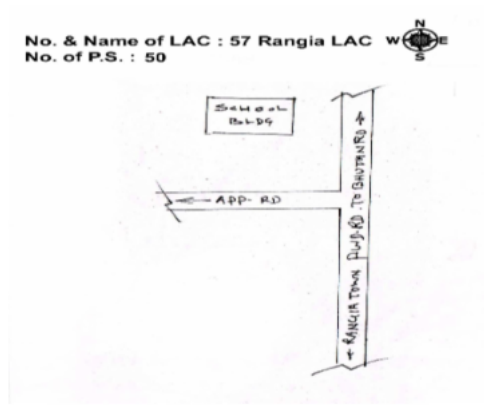 N
No. & Name of LAC : 57 Rangia LAC W E
No. of P.S. : 50
S
SCHOOL
BLDG
APP- RD
RANGIA TOWN PWD-RD. TO BHUTAN RD